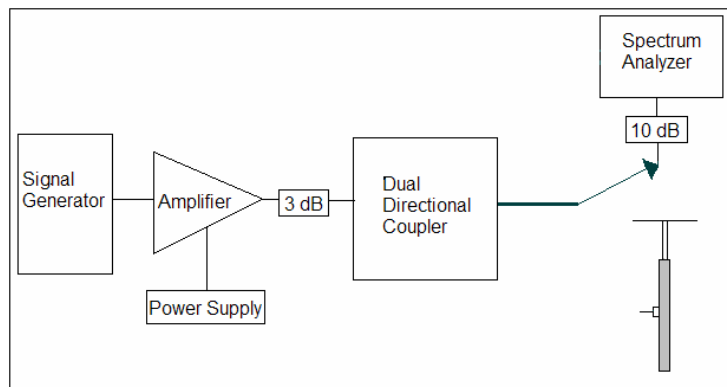 Signal
Generator
Amplifier
Power Supply
3 dB
Dual
Directional
Coupler
Spectrum
Analyzer
10 dB